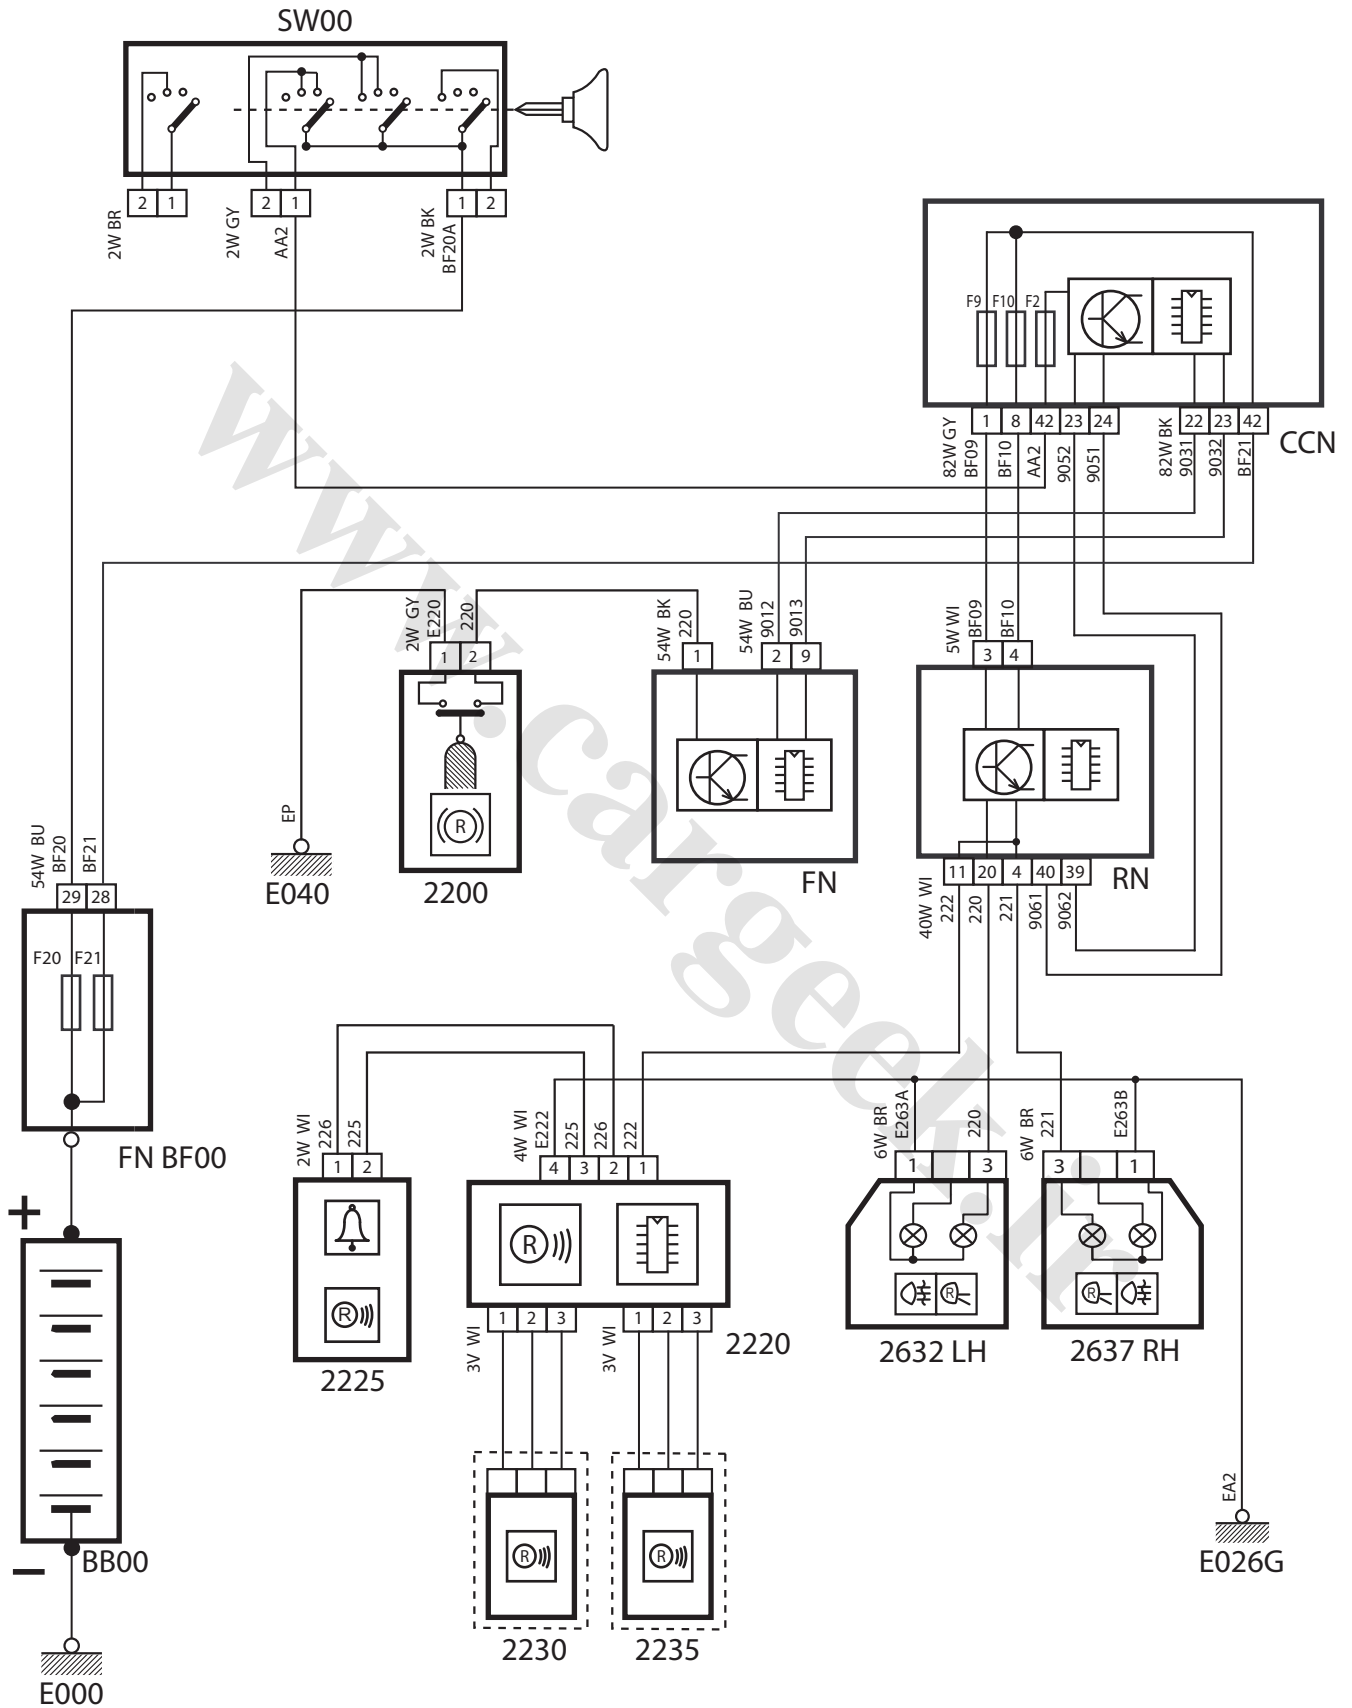 SW00
2 1 2 1 1 2
2W BR
2W GY
AA2
2W BK
BF20A
F9 F10 F2
1 8 42 23 24 22 23 42
CCN
82W GY
BF09
BF10
AA2
9052
9051
82W BK
9031
9032
BF21
2W GY
E220
220
54W BK
220
54W BU
9012
9013
5W WI
BF09
BF10
1 2
1
2 9
3 4
R
EP
E040
2200
FN
RN
11 20 4 40 39
40W WI
222
220
221
9061
9062
54W BU
BF20
BF21
29 28
F20 F21
FN BF00
2W WI
226
225
4W WI
E222
225
226
222
6W BR
E263A
220
6W BR
221
E263B
1 2
4 3 2 1
1 3
3 1
R
R
R
R
2225
1 2 3
1 2 3
3V WI
3V WI
2220
2632 LH
2637 RH
+
−
BB00
E000
R
R
2230
2235
EA2
E026G
www.cargeek.ir